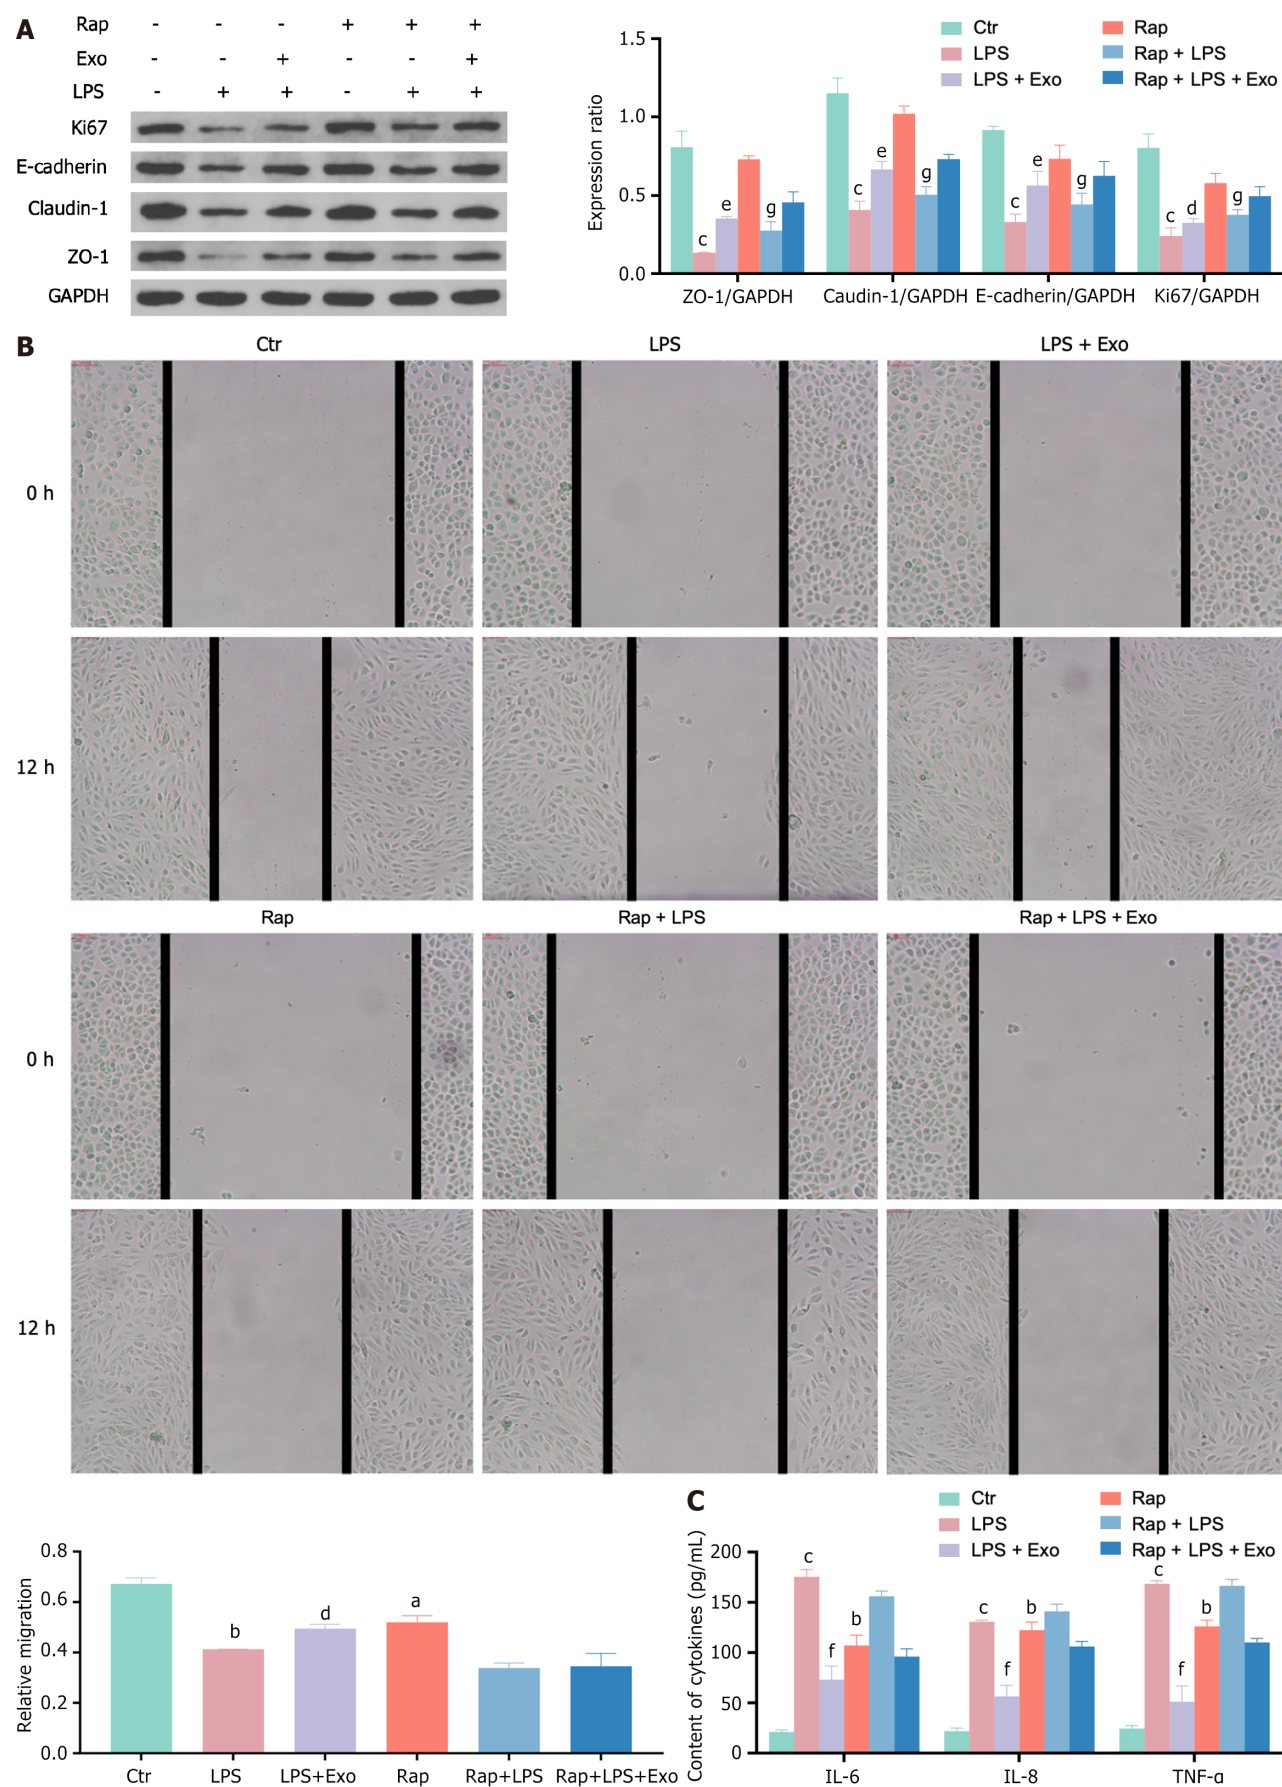 A
Rap - - - + + +
Exo - - + - - +
LPS - + + - + +
Ki67
E-cadherin
Claudin-1
ZO-1
GAPDH
Ctr
LPS
LPS + Exo
Rap
Rap + LPS
Rap + LPS + Exo
Expression ratio
1.5
1.0
0.5
0.0
c e g
c e g
c e g
c d g
ZO-1/GAPDH Caudin-1/GAPDH E-cadherin/GAPDH Ki67/GAPDH
B
Ctr LPS LPS + Exo
0 h
12 h
Rap Rap + LPS Rap + LPS + Exo
0 h
12 h
Relative migration
0.8
0.6
0.4
0.2
0.0
b d a
Ctr LPS LPS+Exo Rap Rap+LPS Rap+LPS+Exo
C
Ctr
LPS
LPS + Exo
Rap
Rap + LPS
Rap + LPS + Exo
Content of cytokines (pg/mL)
200
150
100
50
0
c f b
c f b
c f b
IL-6 IL-8 TNF-α